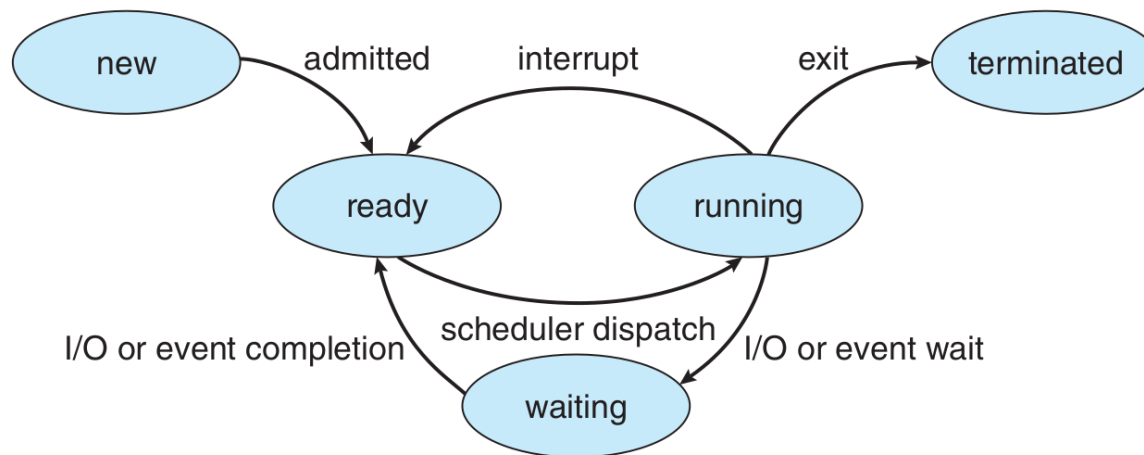 new
admitted
interrupt
exit
terminated
ready
running
scheduler dispatch
I/O or event completion
I/O or event wait
waiting